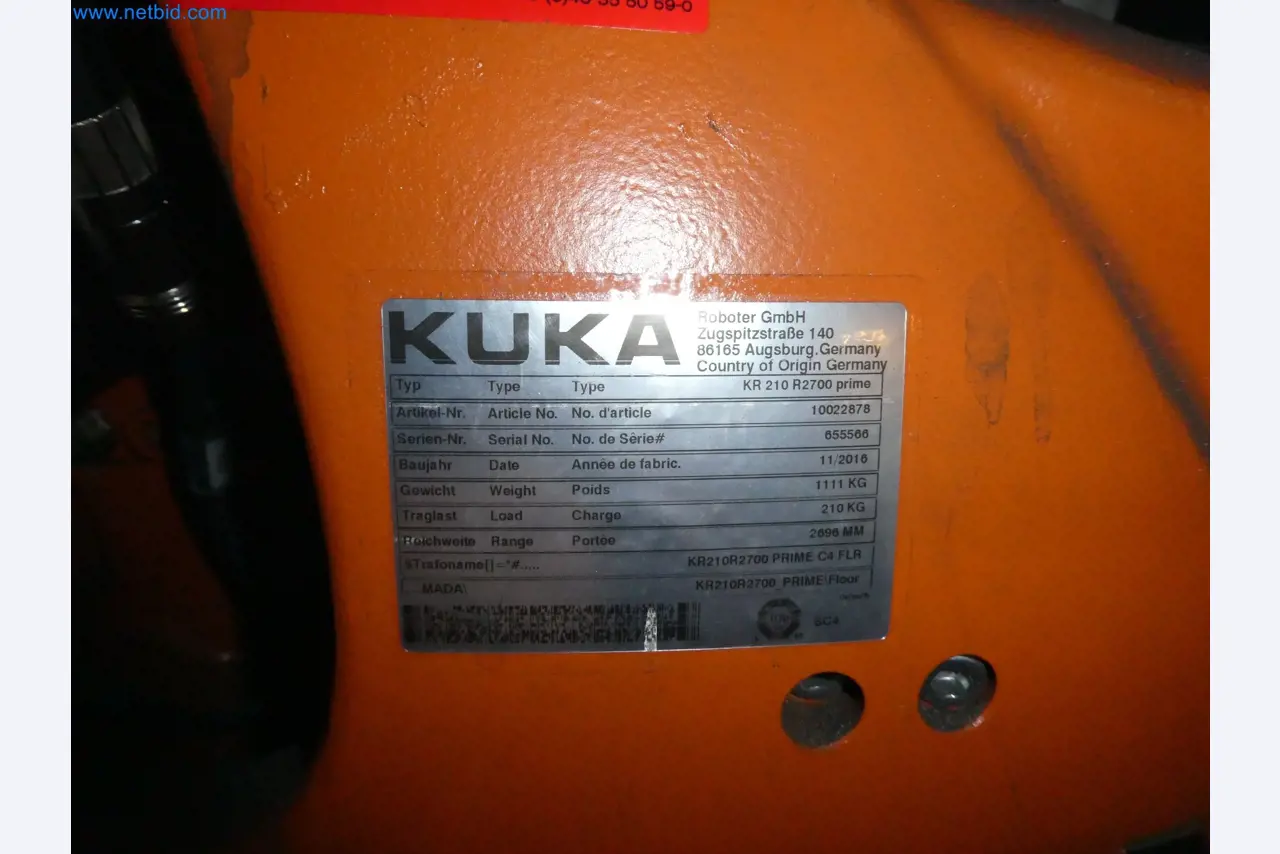 www.netbid.com
KUKA
Roboter GmbH
Zugspitzstraße 140
86165 Augsburg.Germany
Country of Origin Germany
Typ Type Type KR 210 R2700 prime
Artikel-Nr. Article No. No. d'article 10022878
Serien-Nr. Serial No. No. de Série# 655566
Baujahr Date Année de fabric. 11/2016
Gewicht Weight Poids 1111 KG
Traglast Load Charge 210 KG
Reichweite Range Portée 2696 MM
$Trafoname[]="#..... KR210R2700 PRIME C4 FLR
...MADA\ KR210R2700_PRIME\Floor